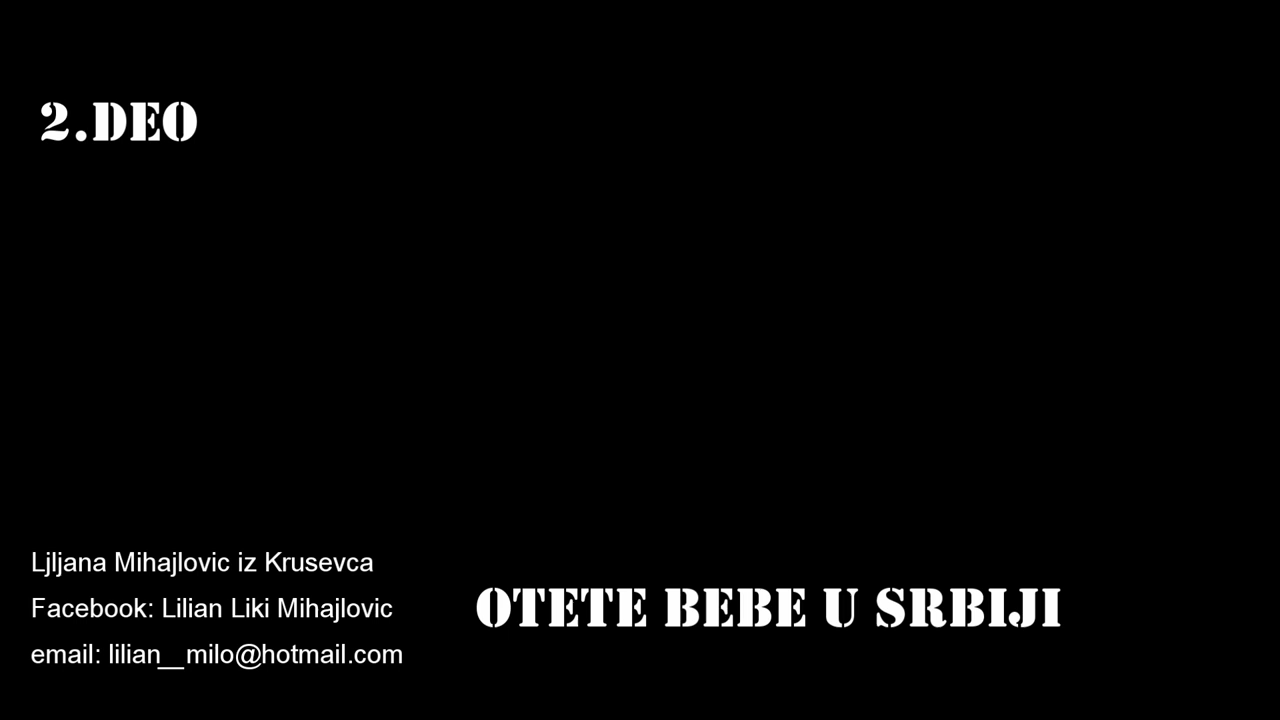 2.DEO
Ljljana Mihajlovic iz Krusevca
Facebook: Lilian Liki Mihajlovic
email: lilian__milo@hotmail.com
OTETE BEBE U SRBIJI